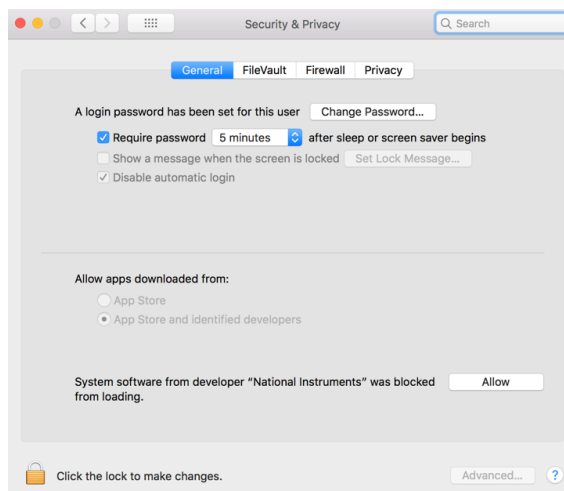 Security & Privacy
Search
General FileVault Firewall Privacy
A login password has been set for this user Change Password...
Require password 5 minutes after sleep or screen saver begins
Show a message when the screen is locked Set Lock Message...
Disable automatic login
Allow apps downloaded from:
App Store
App Store and identified developers
System software from developer “National Instruments” was blocked Allow
from loading.
Click the lock to make changes. Advanced... ?